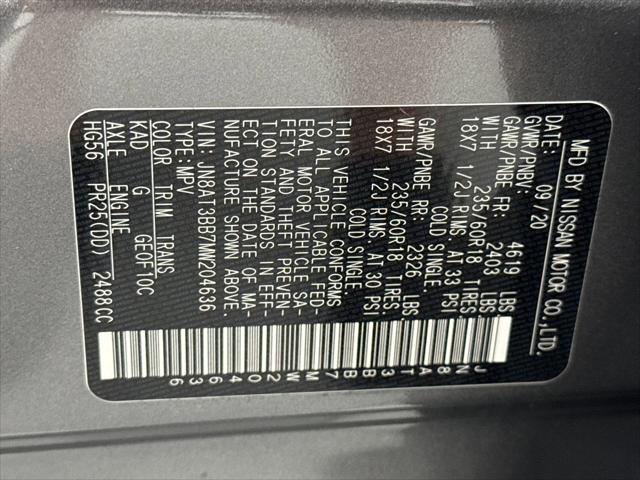 MFD BY NISSAN MOTOR CO.,LTD.
DATE: 09/20
GVWR/PNBV: 4619 LBS.
GAWR/PNBE FR: 2403 LBS.
WITH 235/60R18 TIRES.
18X7 1/2J RIMS. AT 33 PSI
COLD SINGLE.
GAWR/PNBE RR: 2326 LBS
WITH 235/60R18 TIRES.
18X7 1/2J RIMS. AT 30 PSI
COLD SINGLE.
THIS VEHICLE CONFORMS
TO ALL APPLICABLE FED-
ERAL MOTOR VEHICLE SA-
FETY AND THEFT PREVEN-
TION STANDARDS IN EFF-
ECT ON THE DATE OF MA-
NUFACTURE SHOWN ABOVE.
VIN: JN8AT3BB7MW204636
TYPE: MPV
COLOR TRIM TRANS
KAD G GEOF10C
AXLE ENGINE
HG56 PR25(DD) 2488CC
JN8AT3BB7MW204636